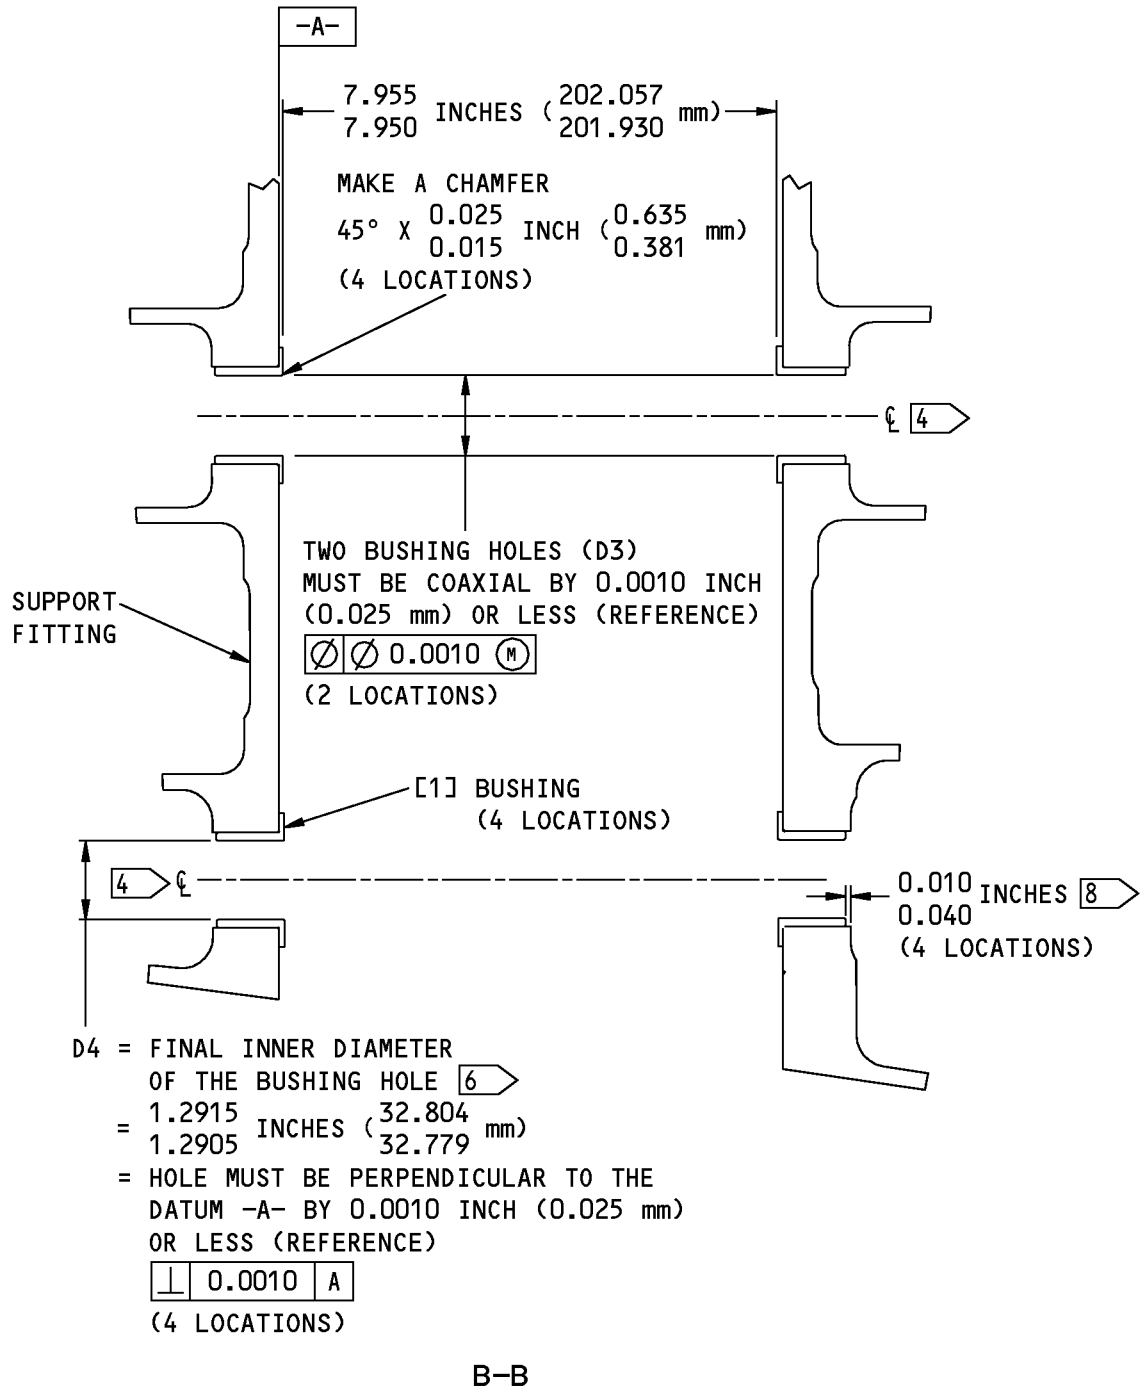 -A-
7.955
7.950 INCHES (202.057
201.930 mm)
MAKE A CHAMFER
45° X 0.025
0.015 INCH (0.635
0.381 mm)
(4 LOCATIONS)
℄ 4
TWO BUSHING HOLES (D3)
MUST BE COAXIAL BY 0.0010 INCH
(0.025 mm) OR LESS (REFERENCE)
∅ ∅ 0.0010 Ⓜ
(2 LOCATIONS)
SUPPORT
FITTING
[1] BUSHING
(4 LOCATIONS)
4 ℄
0.010
0.040 INCHES 8
(4 LOCATIONS)
D4 = FINAL INNER DIAMETER
OF THE BUSHING HOLE 6
= 1.2915
1.2905 INCHES (32.804
32.779 mm)
= HOLE MUST BE PERPENDICULAR TO THE
DATUM -A- BY 0.0010 INCH (0.025 mm)
OR LESS (REFERENCE)
⊥ 0.0010 A
(4 LOCATIONS)
B-B